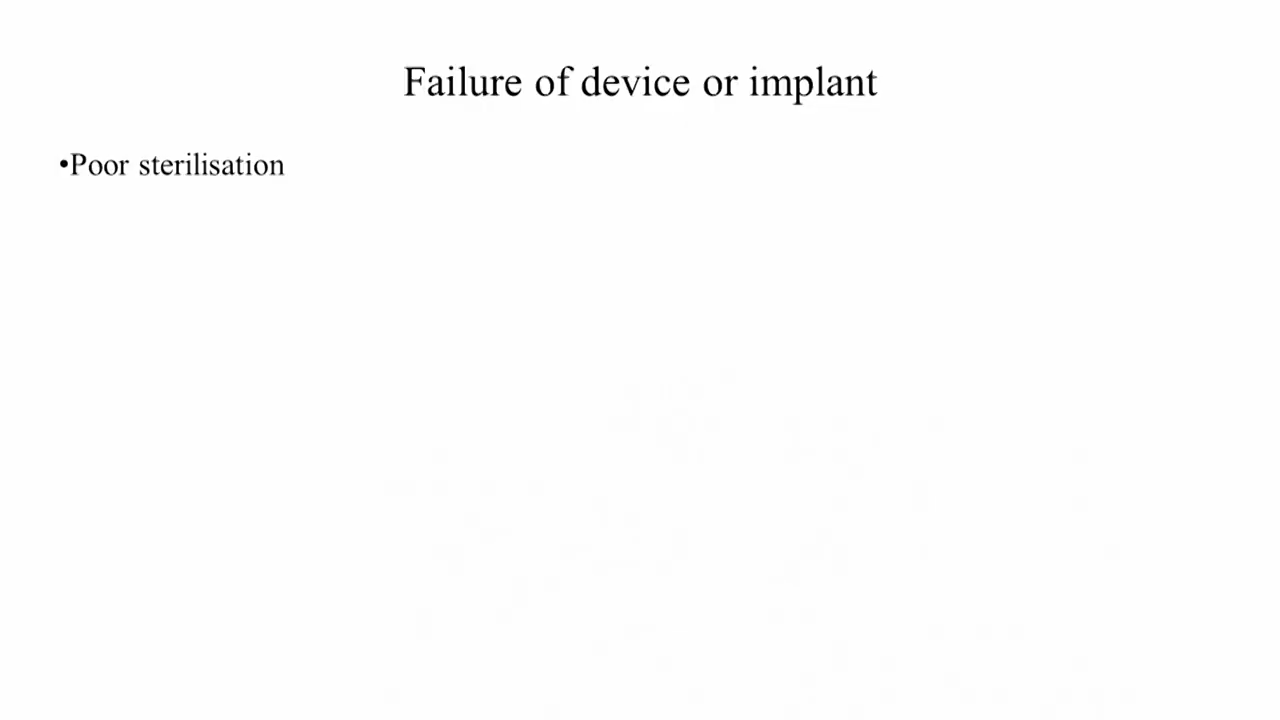 Failure of device or implant
•Poor sterilisation